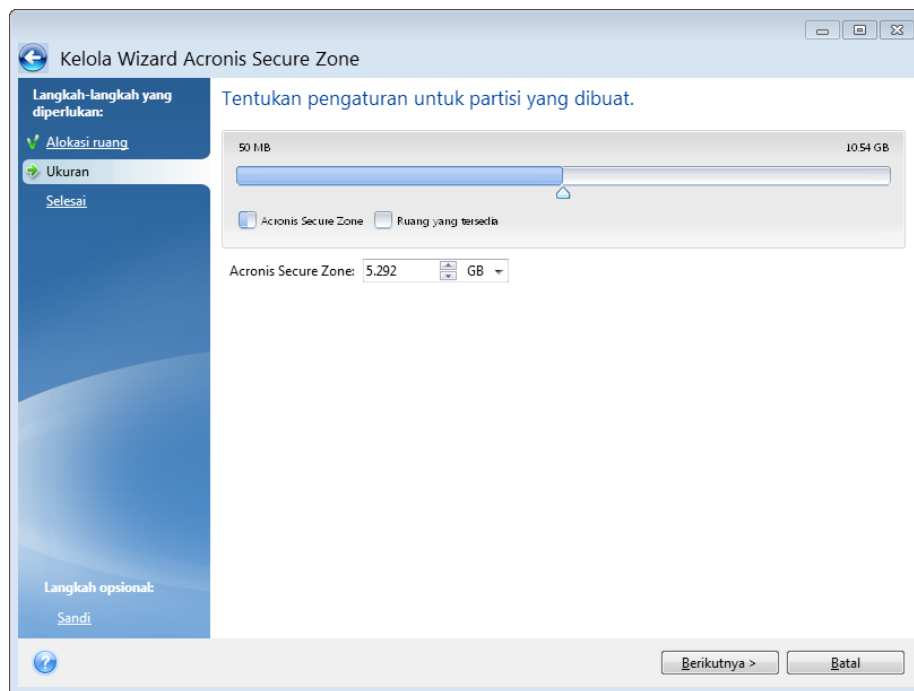 Kelola Wizard Acronis Secure Zone
Langkah-langkah yang
diperlukan:
Alokasi ruang
Ukuran
Selesai
Langkah opsional:
Sandi
Tentukan pengaturan untuk partisi yang dibuat.
50 MB 10.54 GB
Acronis Secure Zone Ruang yang tersedia
Acronis Secure Zone: 5.292 GB
Berikutnya > Batal